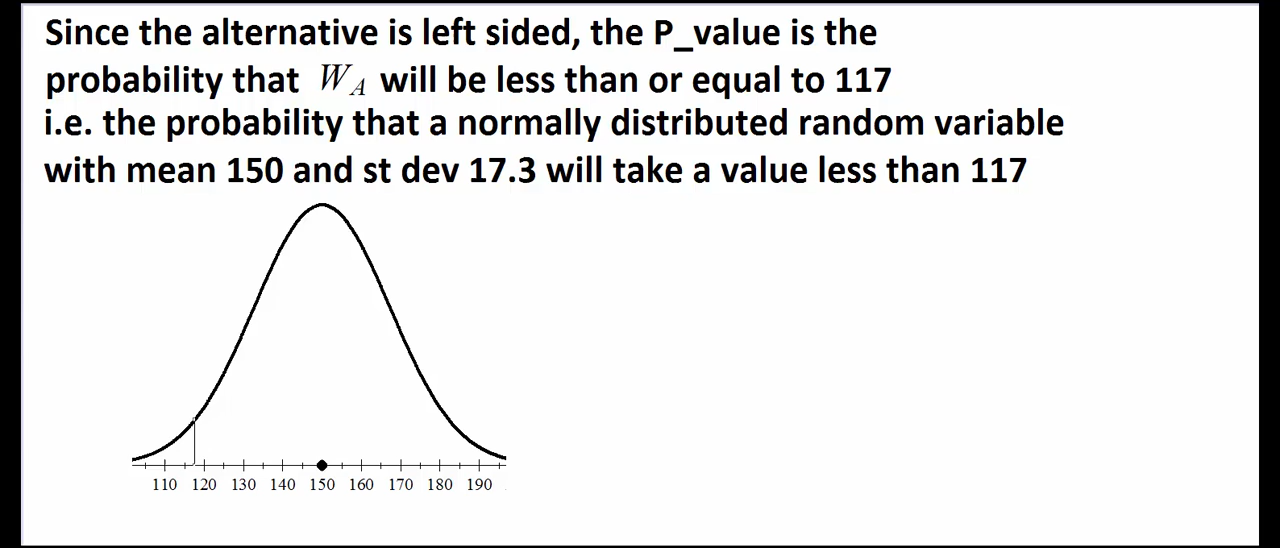 Since the alternative is left sided, the P_value is the
probability that W_A will be less than or equal to 117
i.e. the probability that a normally distributed random variable
with mean 150 and st dev 17.3 will take a value less than 117
110 120 130 140 150 160 170 180 190